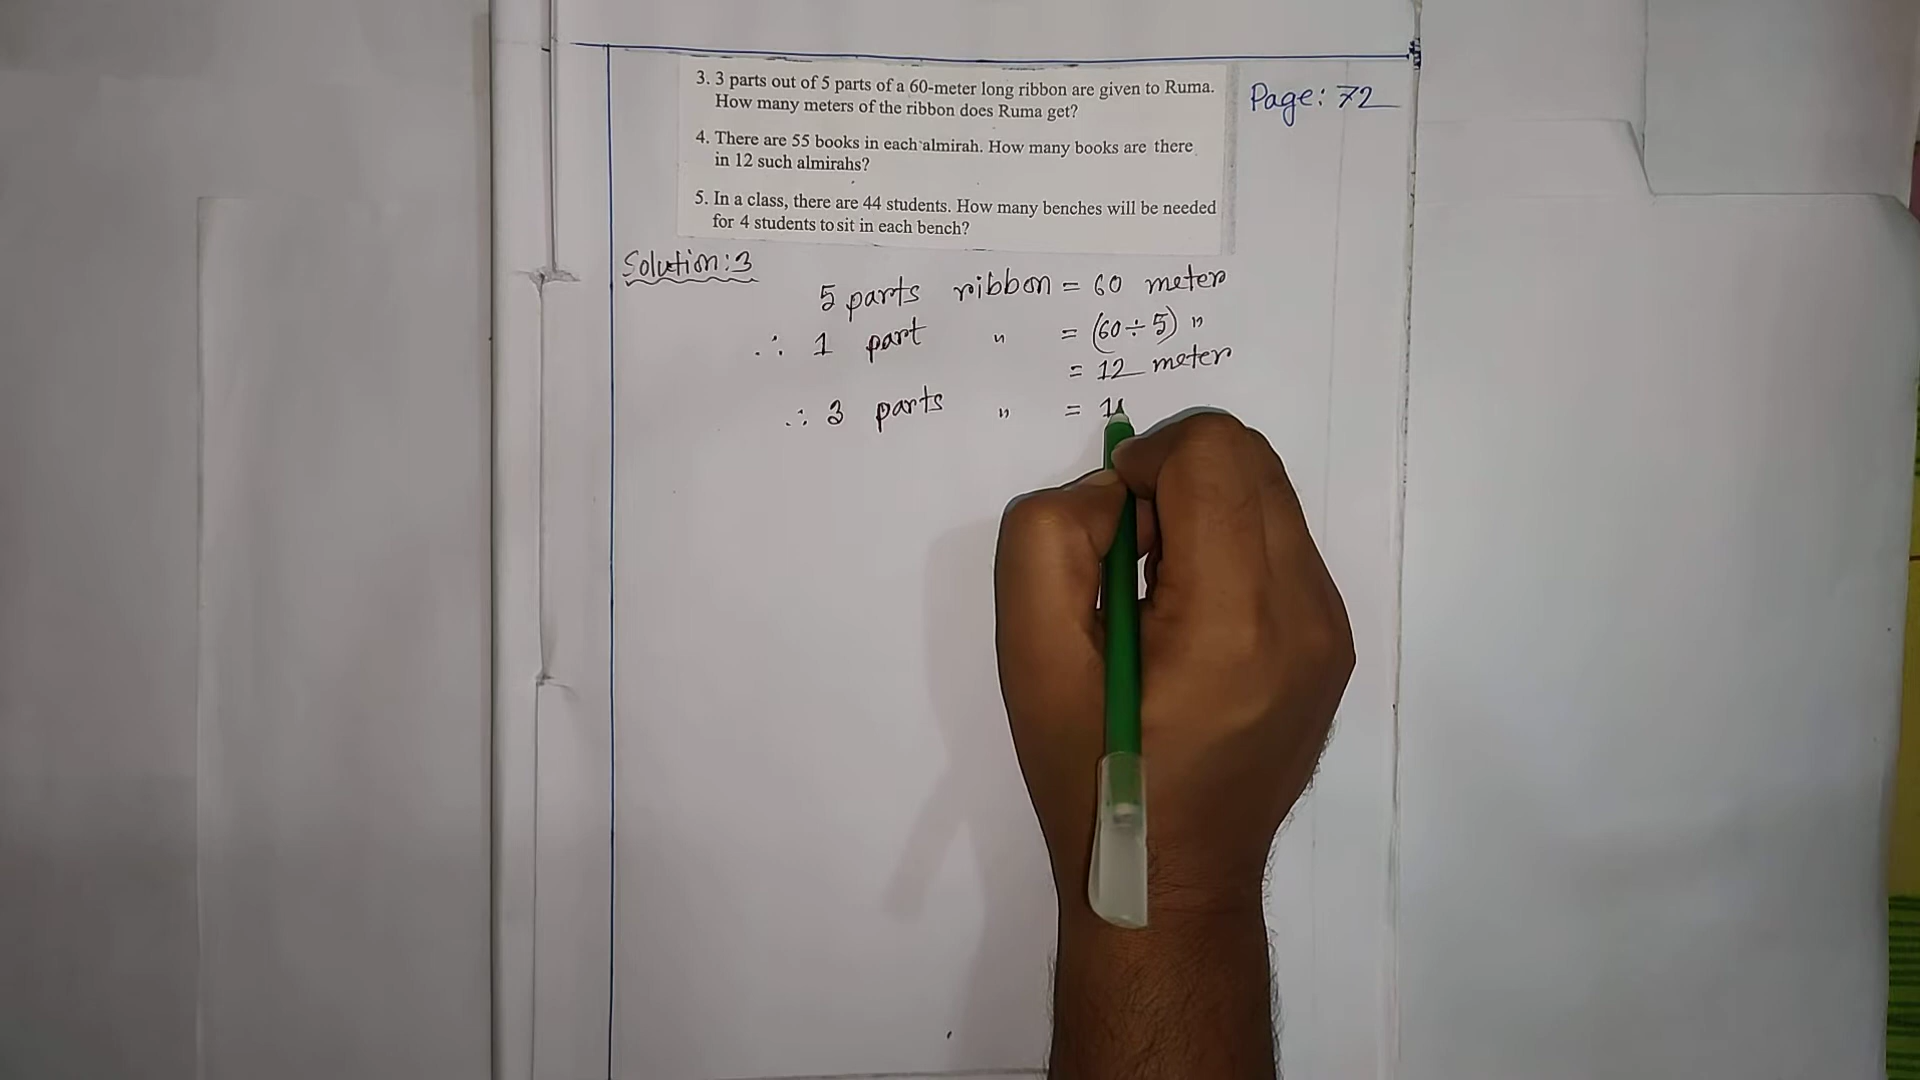 3. 3 parts out of 5 parts of a 60-meter long ribbon are given to Ruma.
How many meters of the ribbon does Ruma get?
4. There are 55 books in each almirah. How many books are there
in 12 such almirahs?
5. In a class, there are 44 students. How many benches will be needed
for 4 students to sit in each bench?
Page: 72
Solution: 3
5 parts ribbon = 60 meter
∴ 1 part " = (60÷5) "
= 12 meter
∴ 3 parts " = 1